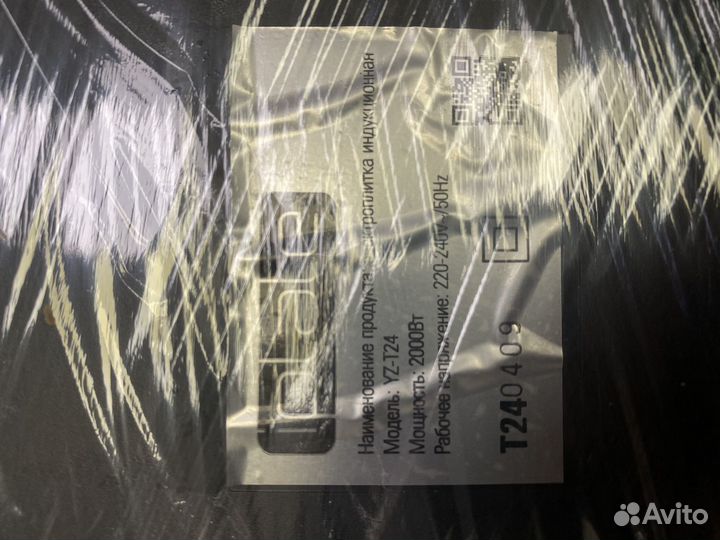 Наименование продукта: электроплитка индукционная
Модель: YZ-T24
Мощность: 2000Вт
Рабочее напряжение: 220-240V~/50Hz
T240409
Avito